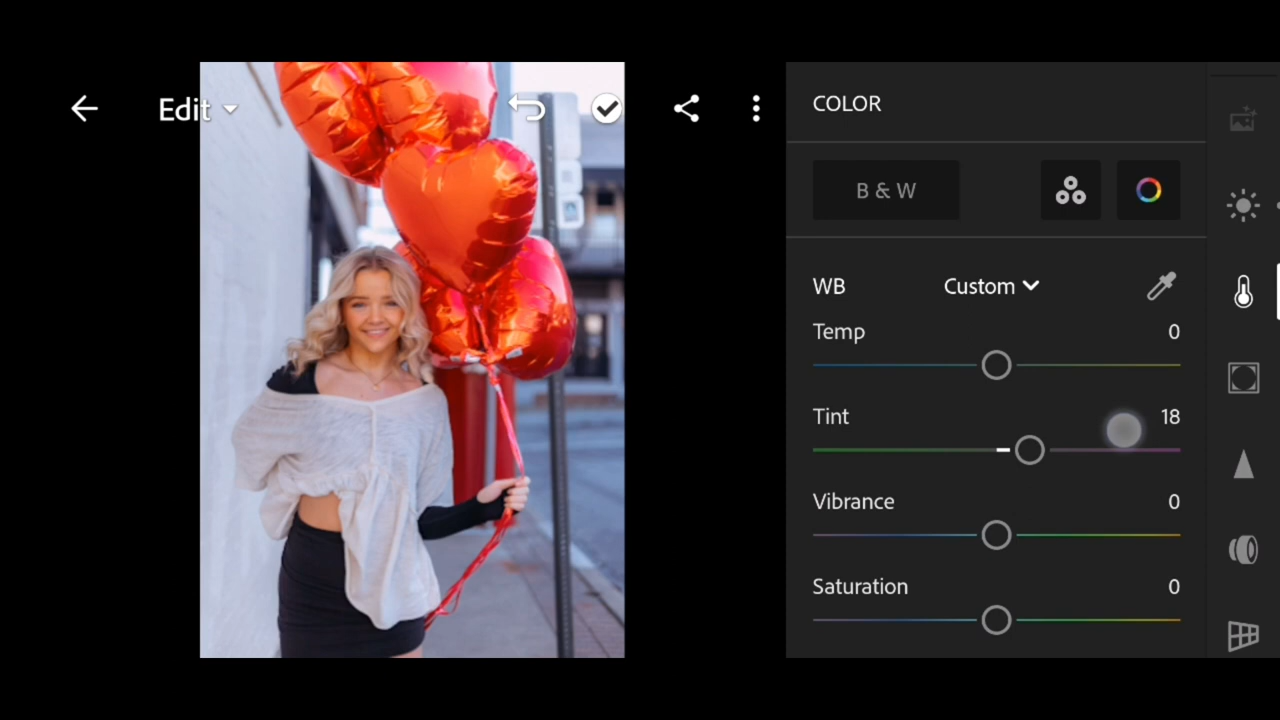 Edit
COLOR
B & W
WB Custom
Temp 0
Tint 18
Vibrance 0
Saturation 0